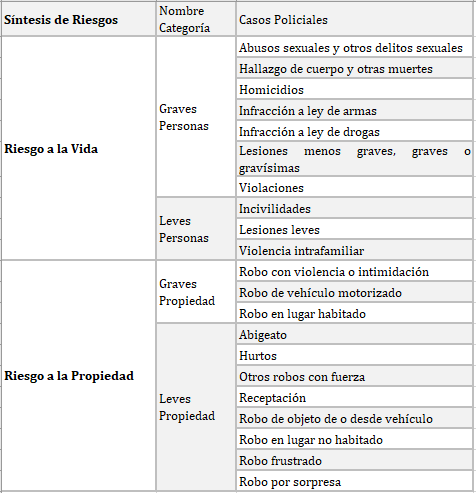 Síntesis de Riesgos
Nombre
Categoría
Casos Policiales
Riesgo a la Vida
Graves
Personas
Abusos sexuales y otros delitos sexuales
Hallazgo de cuerpo y otras muertes
Homicidios
Infracción a ley de armas
Infracción a ley de drogas
Lesiones menos graves, graves o
gravísimas
Violaciones
Leves
Personas
Incivilidades
Lesiones leves
Violencia intrafamiliar
Riesgo a la Propiedad
Graves
Propiedad
Robo con violencia o intimidación
Robo de vehículo motorizado
Robo en lugar habitado
Leves
Propiedad
Abigeato
Hurtos
Otros robos con fuerza
Receptación
Robo de objeto de o desde vehículo
Robo en lugar no habitado
Robo frustrado
Robo por sorpresa